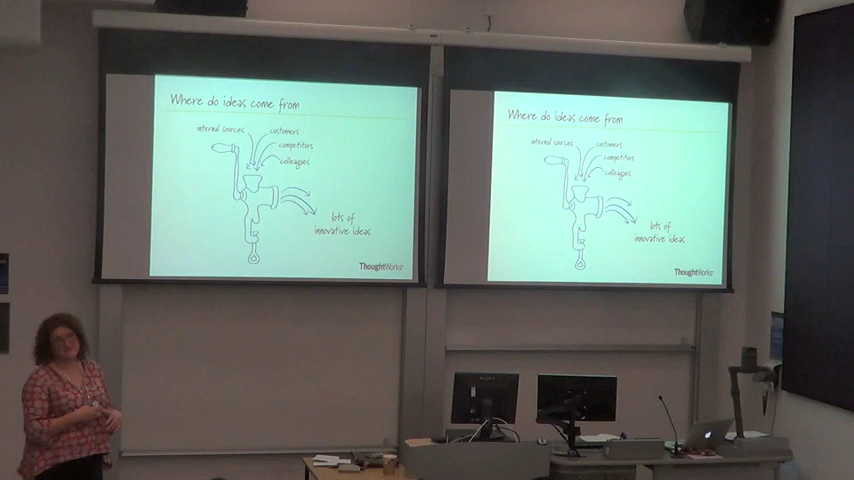 Where do ideas come from
internal sources
customers
competitors
colleagues
lots of
innovative ideas
ThoughtWorks
Where do ideas come from
internal sources
customers
competitors
colleagues
lots of
innovative ideas
ThoughtWorks